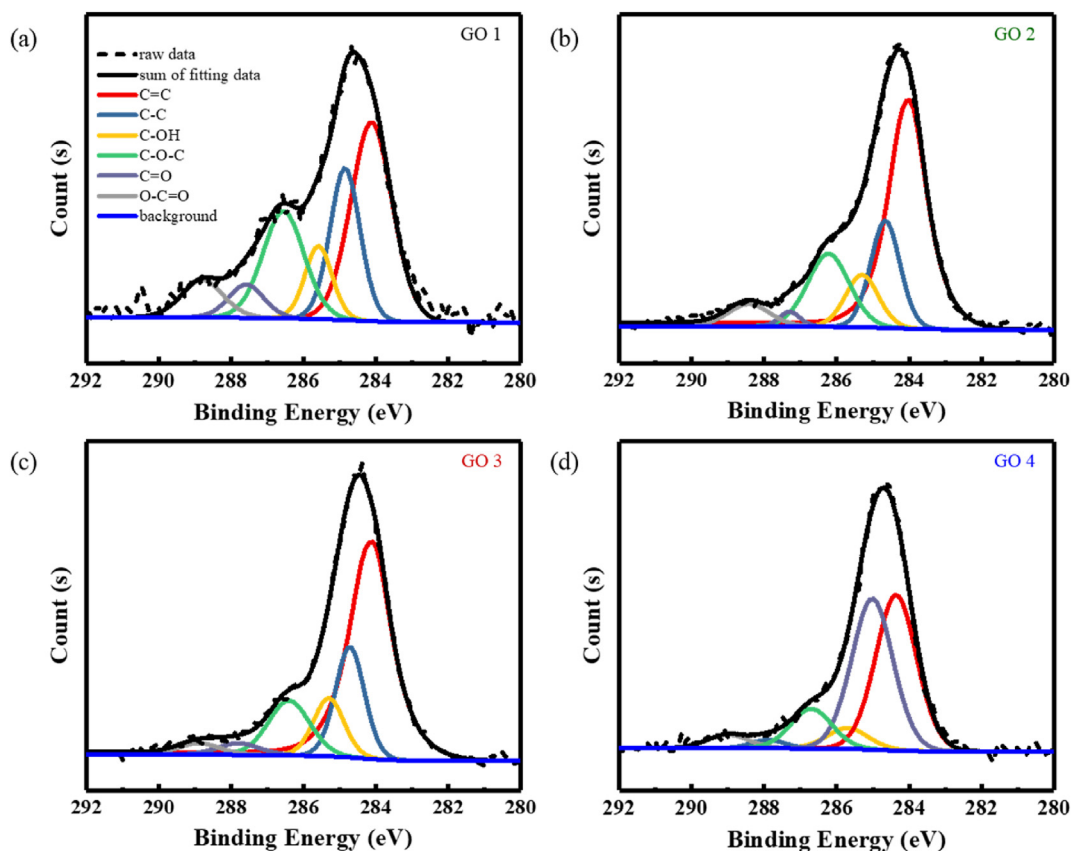 (a)
GO 1
raw data
sum of fitting data
C=C
C-C
C-OH
C-O-C
C=O
O-C=O
background
Count (s)
292 290 288 286 284 282 280
Binding Energy (eV)
(b)
GO 2
Count (s)
292 290 288 286 284 282 280
Binding Energy (eV)
(c)
GO 3
Count (s)
292 290 288 286 284 282 280
Binding Energy (eV)
(d)
GO 4
Count (s)
292 290 288 286 284 282 280
Binding Energy (eV)